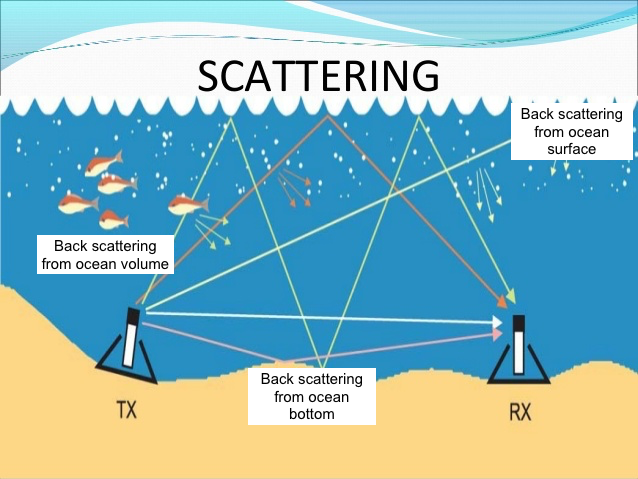 SCATTERING
Back scattering
from ocean
surface
Back scattering
from ocean volume
Back scattering
from ocean
bottom
TX
RX